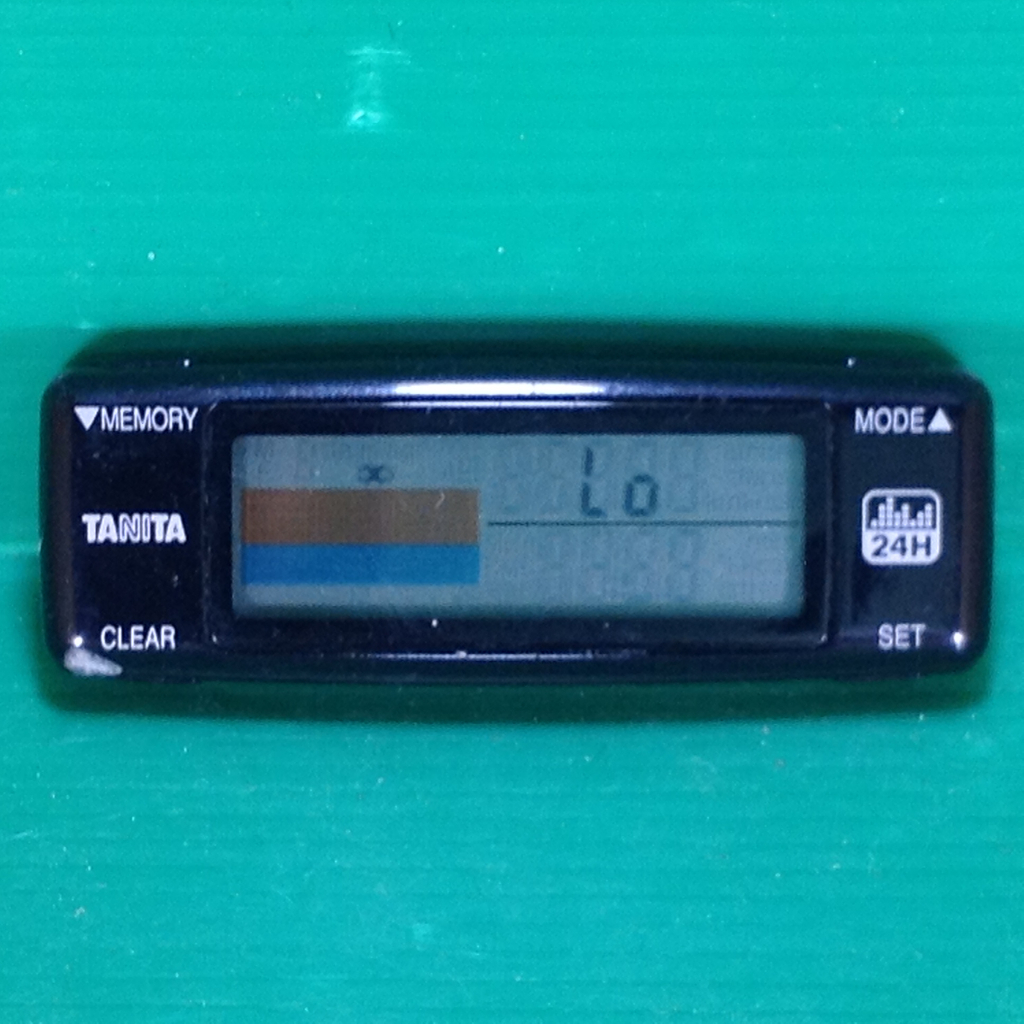 ▼MEMORY
MODE▲
Lo
TANITA
24H
CLEAR
SET